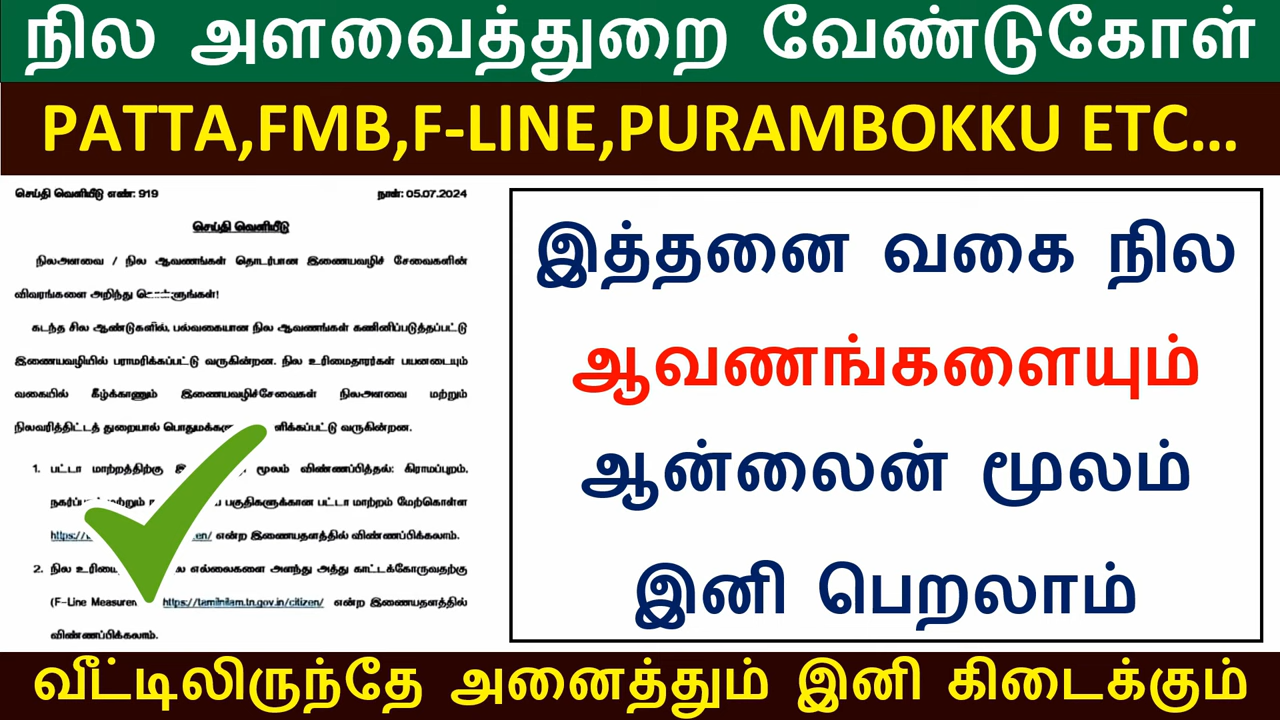 நில அளவைத்துறை வேண்டுகோள்
PATTA,FMB,F-LINE,PURAMBOKKU ETC...
செய்தி வெளியீடு எண்: 919 நாள்: 05.07.2024
செய்தி வெளியீடு
நிலஅளவை / நில ஆவணங்கள் தொடர்பான இணையவழிச் சேவைகளின்
விவரங்களை அறிந்து
கடந்த சில ஆண்டுகளில், பல்வகையான நில ஆவணங்கள் கணினிப்படுத்தப்பட்டு
இணையவழியில் பராமரிக்கப்பட்டு வருகின்றன. நில உரிமைதாரர்கள் பயனடையும்
வகையில் கீழ்க்காணும் இணையவழிச்சேவைகள் நிலஅளவை மற்றும்
நிலவரித்திட்டத் துறையால் வருகின்றன.
1. பட்டா மாற்றத்திற்கு மூலம் விண்ணப்பித்தல்: கிராமப்புறம்,
பகுதிகளுக்கான பட்டா மாற்றம் மேற்கொள்ள
en/ என்ற இணையதளத்தில் விண்ணப்பிக்கலாம்.
2. நில எல்லைகளை அளந்து அத்து காட்டக்கோருவதற்கு
(F-Line https://tamilnilam.tn.gov.in/citizen/ என்ற இணையதளத்தில்
விண்ணப்பிக்கலாம்.
இத்தனை வகை நில
ஆவணங்களையும்
ஆன்லைன் மூலம்
இனி பெறலாம்
வீட்டிலிருந்தே அனைத்தும் இனி கிடைக்கும்